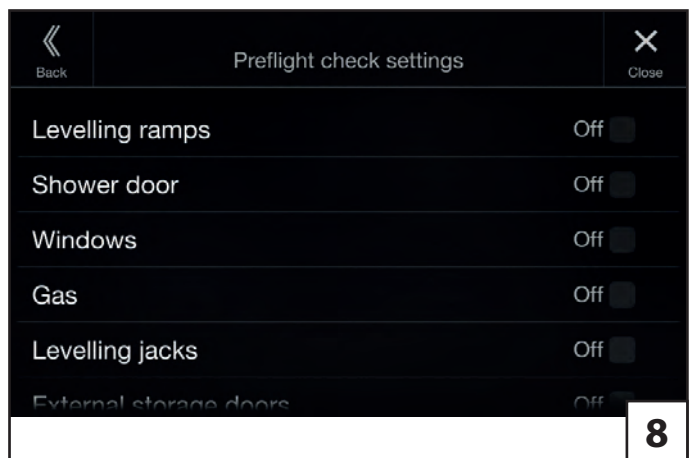 Back
Preflight check settings
Close
Levelling ramps Off
Shower door Off
Windows Off
Gas Off
Levelling jacks Off
External storage doors Off
8